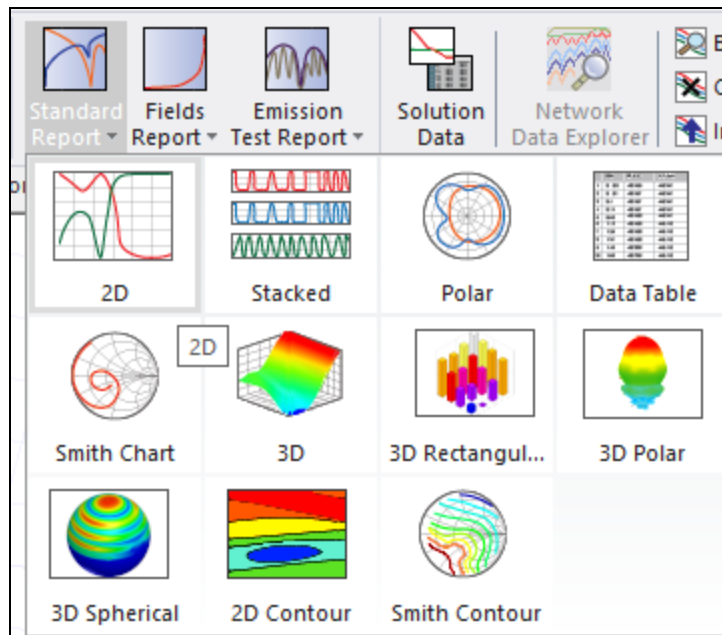 Standard Report
Fields Report
Emission Test Report
Solution Data
Network Data Explorer
2D
Stacked
Polar
Data Table
Smith Chart
2D
3D
3D Rectangul...
3D Polar
3D Spherical
2D Contour
Smith Contour